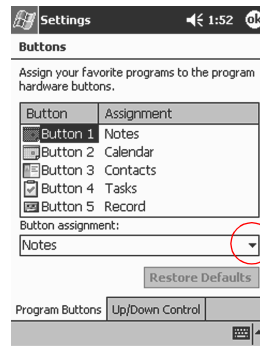 Settings 1:52 ok
Buttons
Assign your favorite programs to the program
hardware buttons.
Button Assignment
Button 1 Notes
Button 2 Calendar
Button 3 Contacts
Button 4 Tasks
Button 5 Record
Button assignment:
Notes
Restore Defaults
Program Buttons Up/Down Control